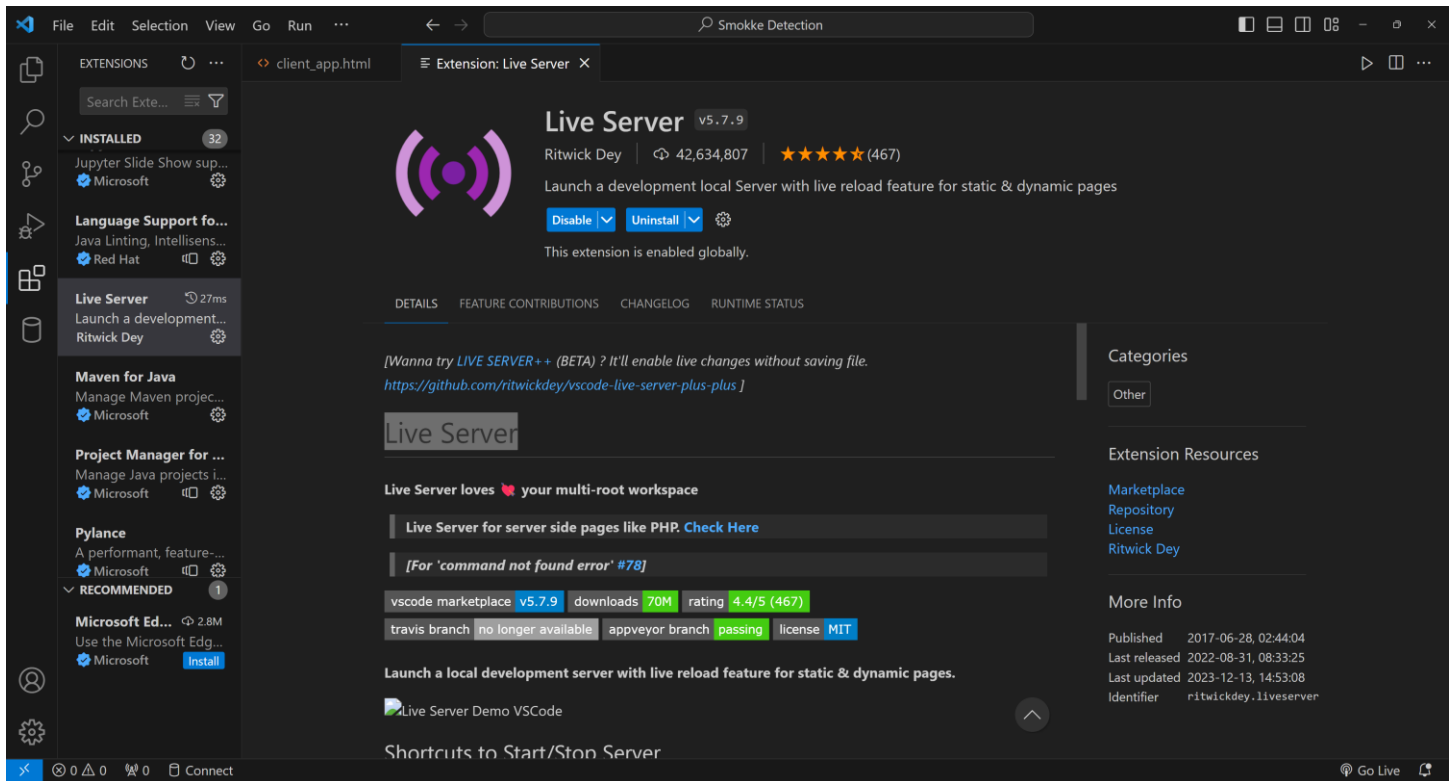 File Edit Selection View Go Run ··· Smokke Detection
EXTENSIONS ···
Search Exte...
INSTALLED 32
Jupyter Slide Show sup...
Microsoft
Language Support fo...
Java Linting, Intellisens...
Red Hat
Live Server 27ms
Launch a development...
Ritwick Dey
Maven for Java
Manage Maven projec...
Microsoft
Project Manager for ...
Manage Java projects i...
Microsoft
Pylance
A performant, feature-...
Microsoft
RECOMMENDED 1
Microsoft Ed... 2.8M
Use the Microsoft Edg...
Microsoft Install
client_app.html Extension: Live Server
Live Server v5.7.9
Ritwick Dey 42,634,807 (467)
Launch a development local Server with live reload feature for static & dynamic pages
Disable Uninstall
This extension is enabled globally.
DETAILS FEATURE CONTRIBUTIONS CHANGELOG RUNTIME STATUS
[Wanna try LIVE SERVER++ (BETA) ? It'll enable live changes without saving file.
https://github.com/ritwickdey/vscode-live-server-plus-plus ]
Live Server
Live Server loves 💘 your multi-root workspace
Live Server for server side pages like PHP. Check Here
[For 'command not found error' #78]
vscode marketplace v5.7.9 downloads 70M rating 4.4/5 (467)
travis branch no longer available appveyor branch passing license MIT
Launch a local development server with live reload feature for static & dynamic pages.
Live Server Demo VSCode
Shortcuts to Start/Stop Server
Categories
Other
Extension Resources
Marketplace
Repository
License
Ritwick Dey
More Info
Published 2017-06-28, 02:44:04
Last released 2022-08-31, 08:33:25
Last updated 2023-12-13, 14:53:08
Identifier ritwickdey.liveserver
0 0 0 Connect Go Live